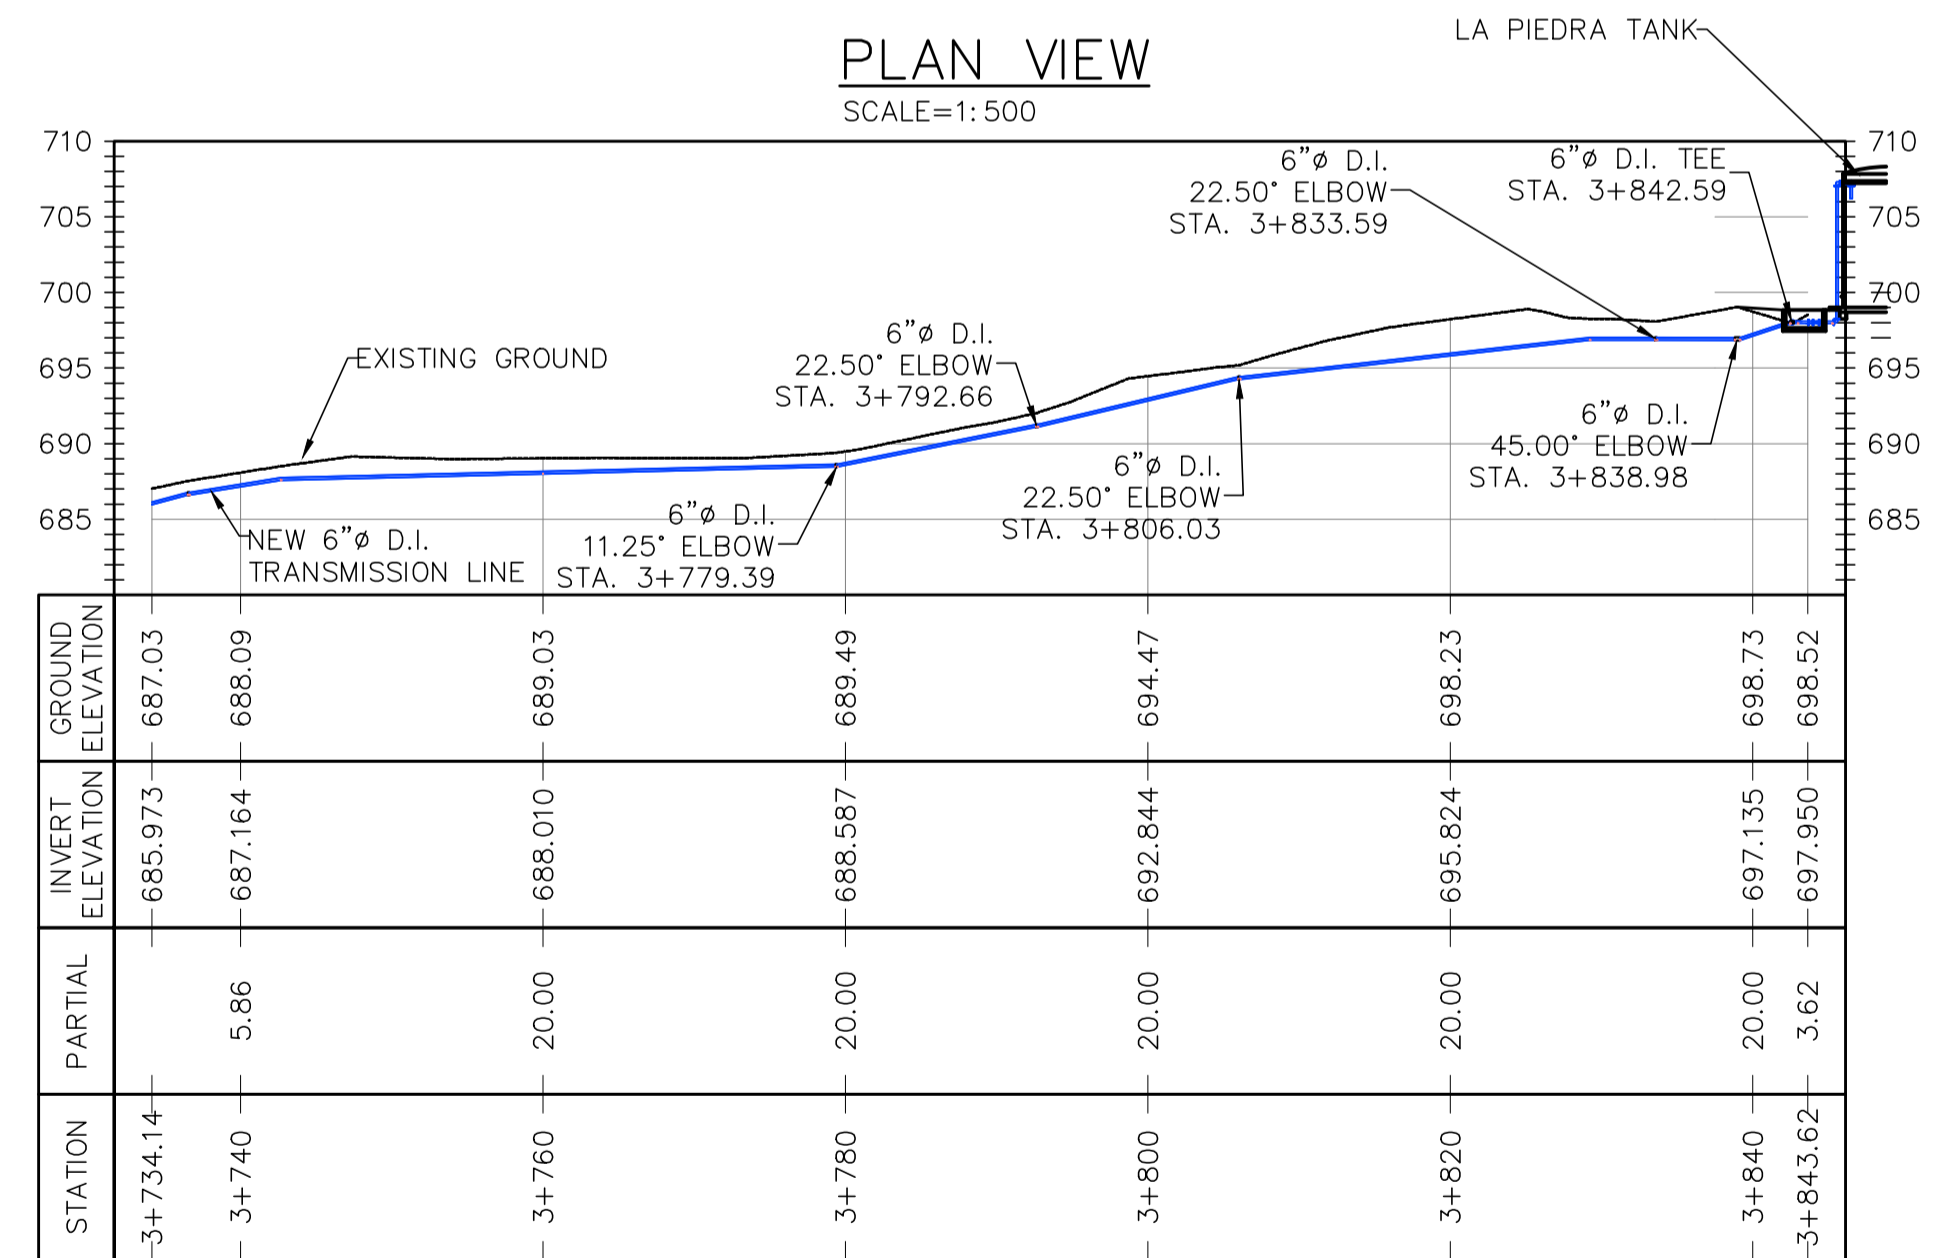 LA PIEDRA TANK
PLAN VIEW
SCALE=1:500
710
705
700
695
690
685
710
705
700
695
690
685
6"ø D.I.
22.50° ELBOW
STA. 3+833.59
6"ø D.I. TEE
STA. 3+842.59
EXISTING GROUND
6"ø D.I.
22.50° ELBOW
STA. 3+792.66
6"ø D.I.
45.00° ELBOW
STA. 3+838.98
6"ø D.I.
22.50° ELBOW
STA. 3+806.03
6"ø D.I.
11.25° ELBOW
STA. 3+779.39
NEW 6"ø D.I.
TRANSMISSION LINE
GROUND
ELEVATION
687.03
688.09
689.03
689.49
694.47
698.23
698.73
698.52
INVERT
ELEVATION
685.973
687.164
688.010
688.587
692.844
695.824
697.135
697.950
PARTIAL
5.86
20.00
20.00
20.00
20.00
20.00
3.62
STATION
3+734.14
3+740
3+760
3+780
3+800
3+820
3+840
3+843.62